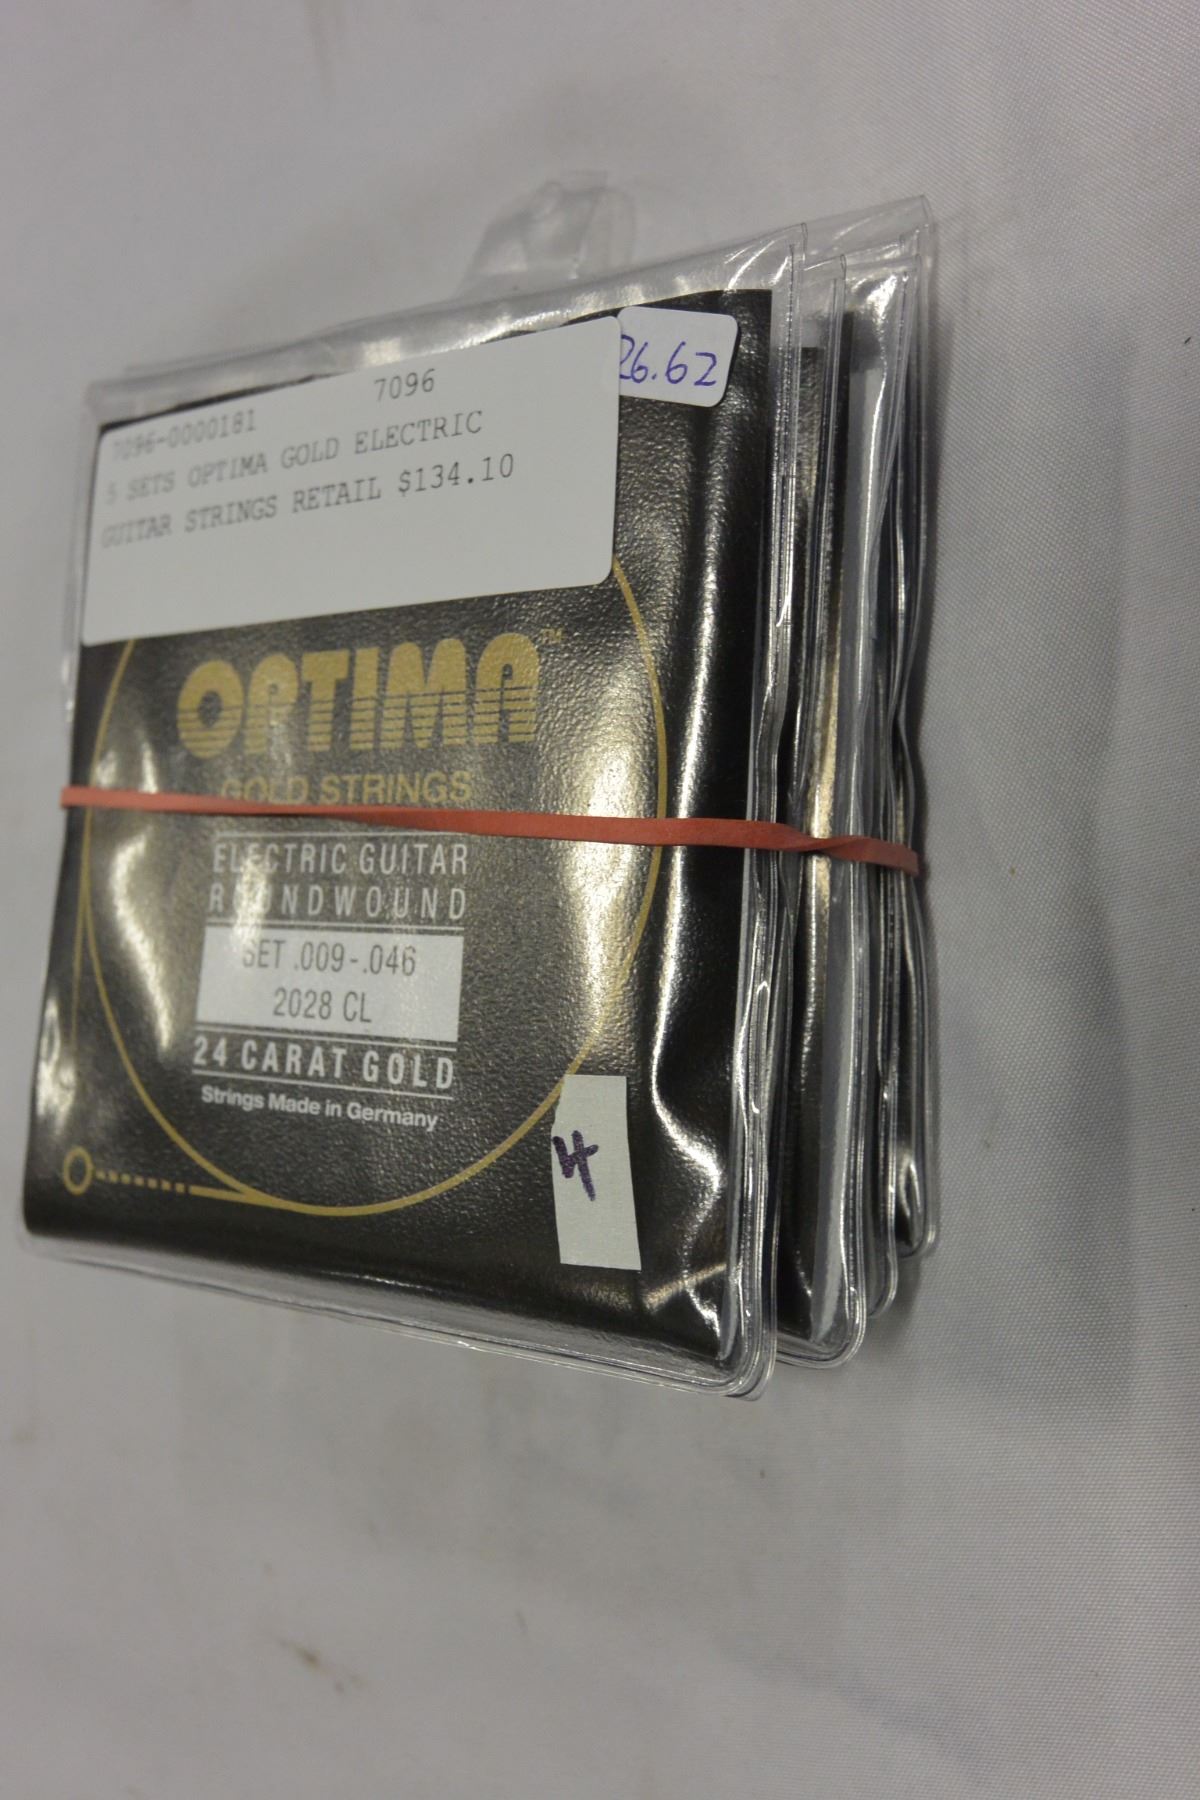 7096
7096-0000181
5 SETS OPTIMA GOLD ELECTRIC
GUITAR STRINGS RETAIL $134.10
26.62
OPTIMA™
GOLD STRINGS
ELECTRIC GUITAR
ROUNDWOUND
SET .009-.046
2028 CL
24 CARAT GOLD
Strings Made in Germany
4